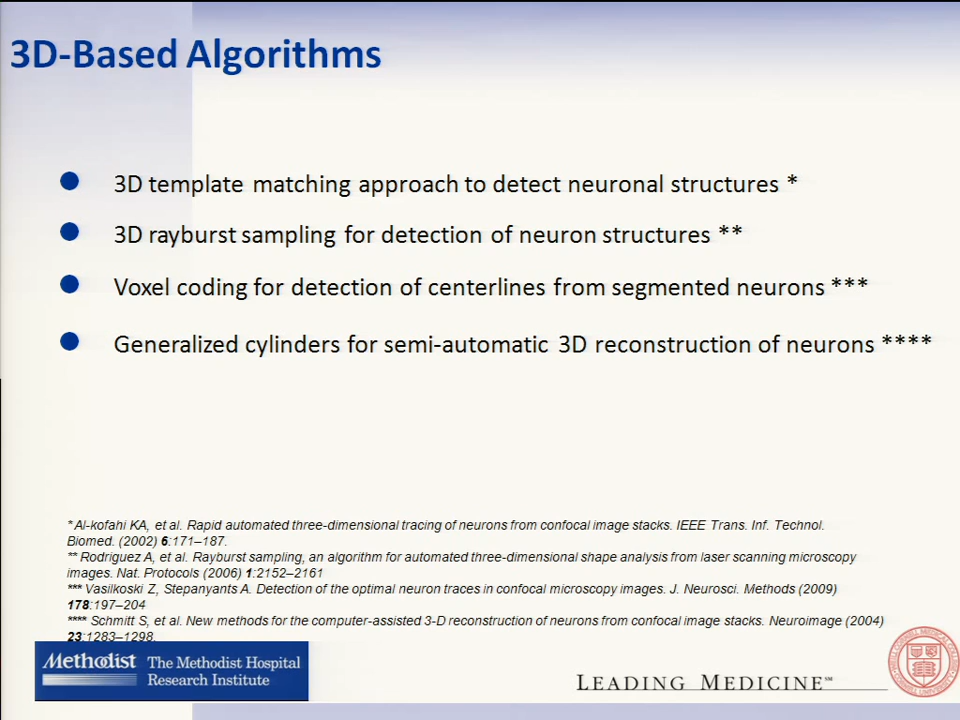 3D-Based Algorithms
3D template matching approach to detect neuronal structures *
3D rayburst sampling for detection of neuron structures **
Voxel coding for detection of centerlines from segmented neurons ***
Generalized cylinders for semi-automatic 3D reconstruction of neurons ****
* Al-kofahi KA, et al. Rapid automated three-dimensional tracing of neurons from confocal image stacks. IEEE Trans. Inf. Technol.
Biomed. (2002) 6:171–187.
** Rodriguez A, et al. Rayburst sampling, an algorithm for automated three-dimensional shape analysis from laser scanning microscopy
images. Nat. Protocols (2006) 1:2152–2161
*** Vasilkoski Z, Stepanyants A. Detection of the optimal neuron traces in confocal microscopy images. J. Neurosci. Methods (2009)
178:197–204
**** Schmitt S, et al. New methods for the computer-assisted 3-D reconstruction of neurons from confocal image stacks. Neuroimage (2004)
23:1283–1298.
Methodist The Methodist Hospital
Research Institute
LEADING MEDICINE℠